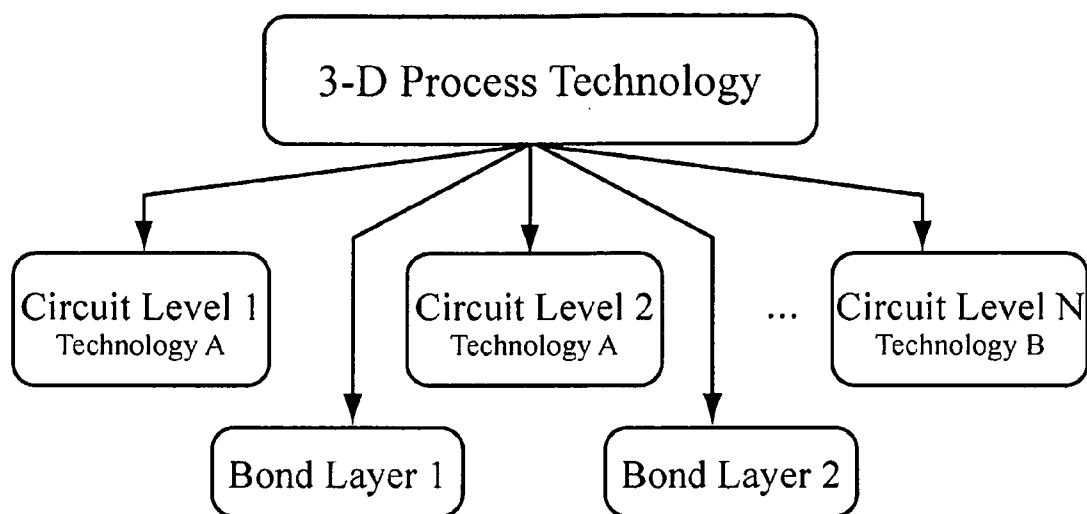 3-D Process Technology
Circuit Level 1
Technology A
Circuit Level 2
Technology A
...
Circuit Level N
Technology B
Bond Layer 1
Bond Layer 2